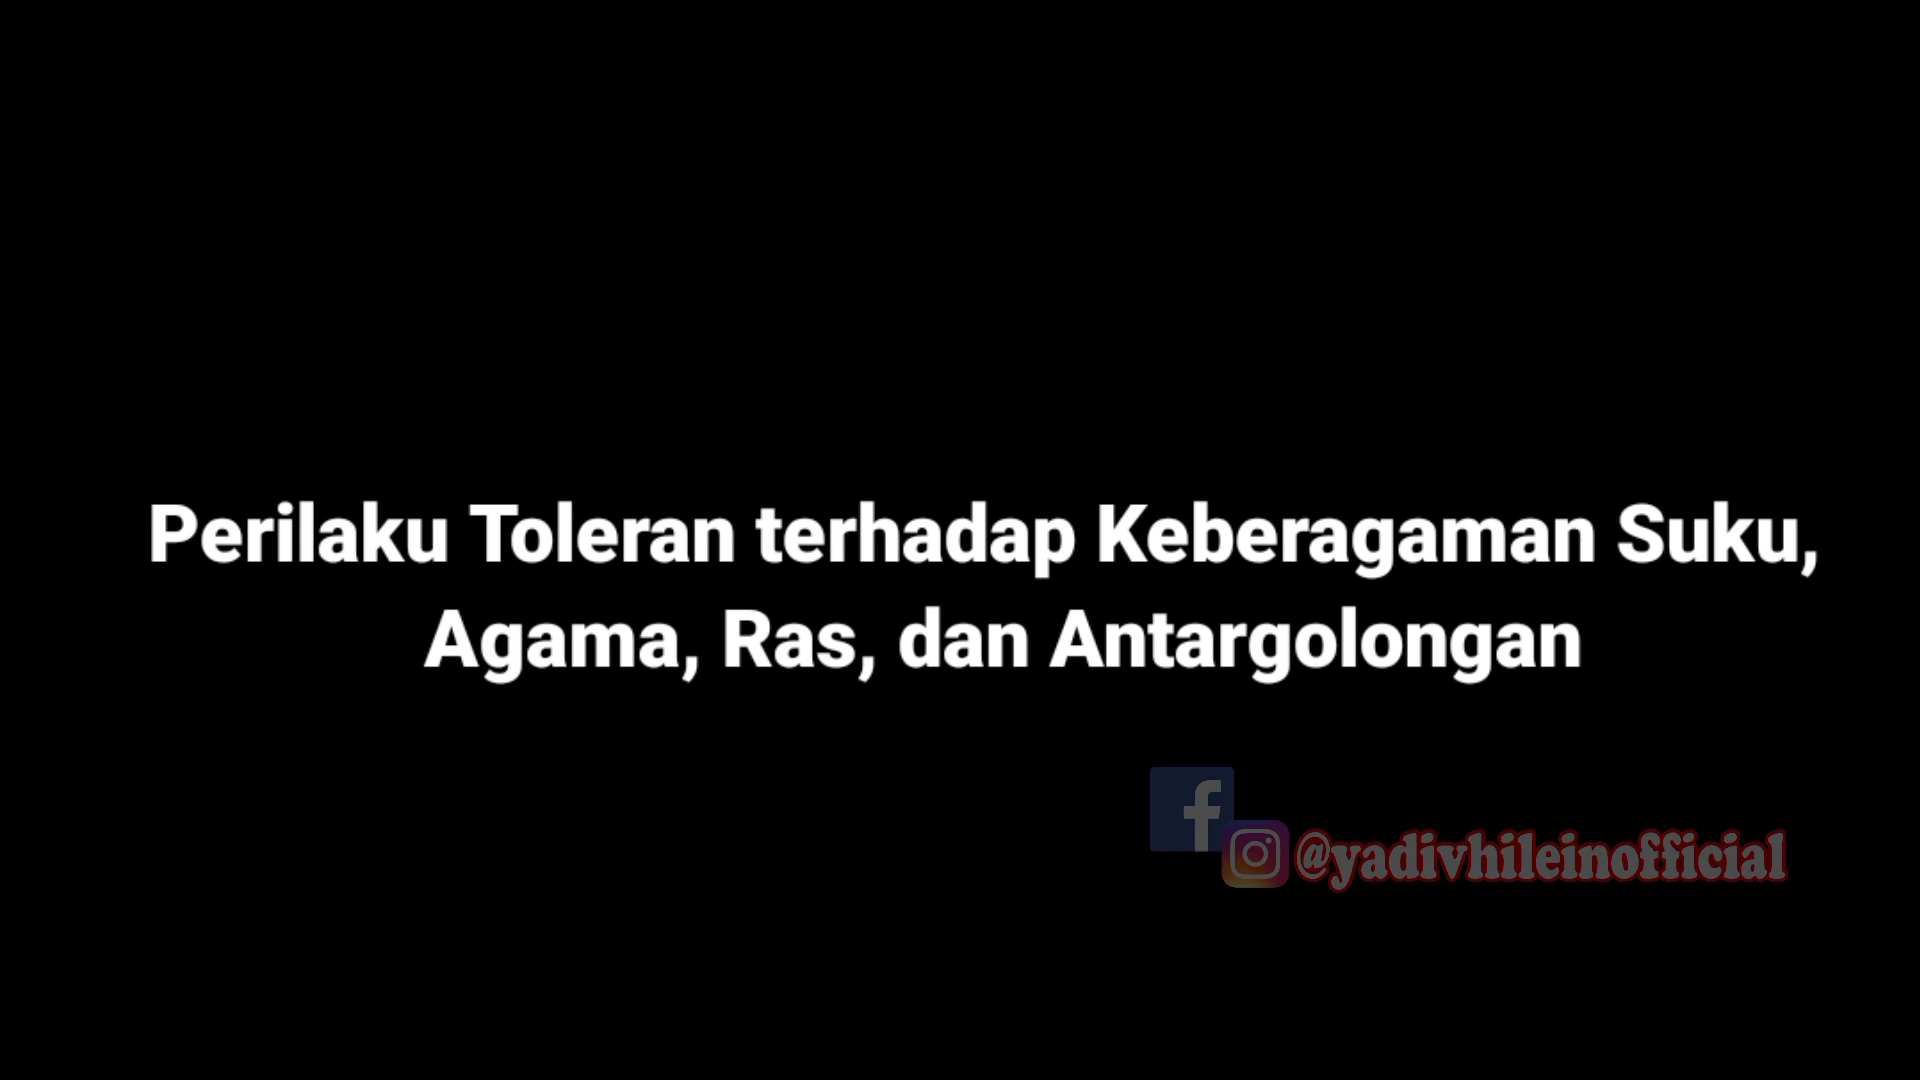 Perilaku Toleran terhadap Keberagaman Suku,
Agama, Ras, dan Antargolongan
@yadivhileinofficial